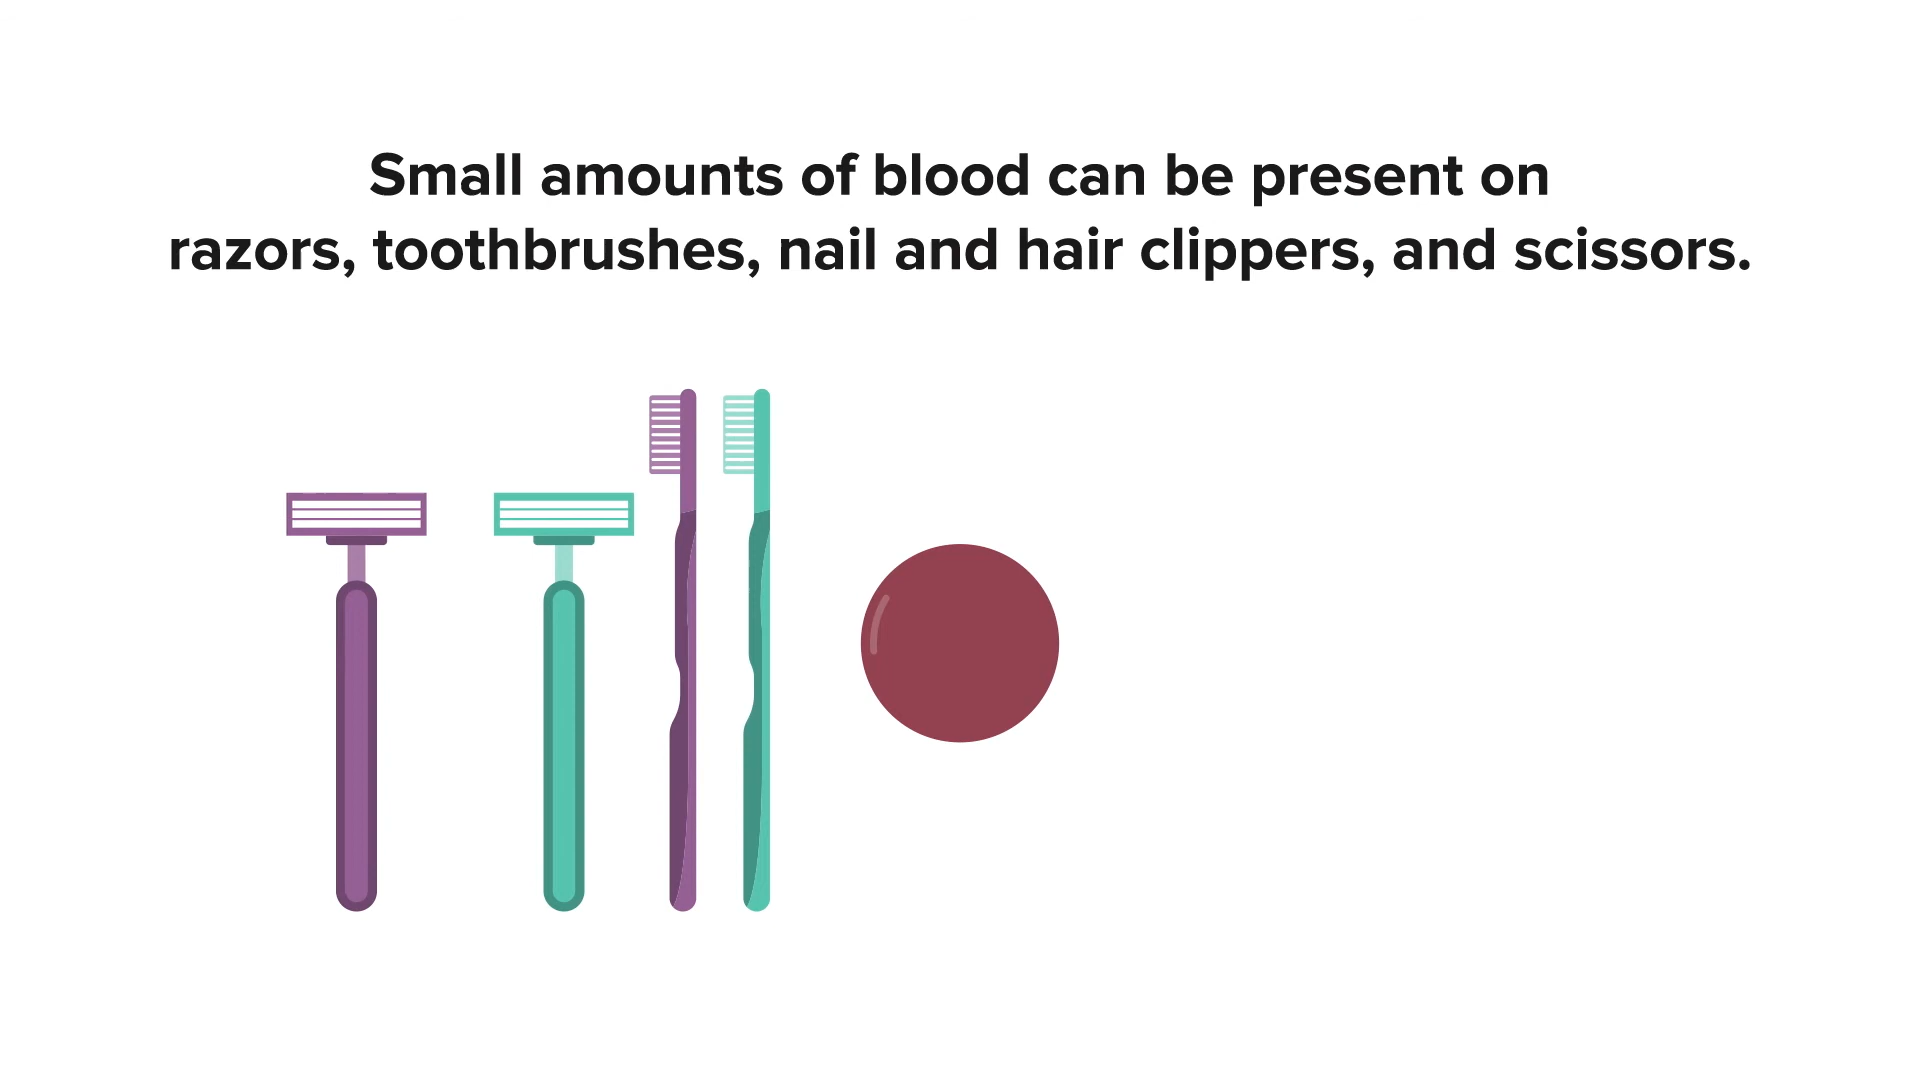 Small amounts of blood can be present on
razors, toothbrushes, nail and hair clippers, and scissors.